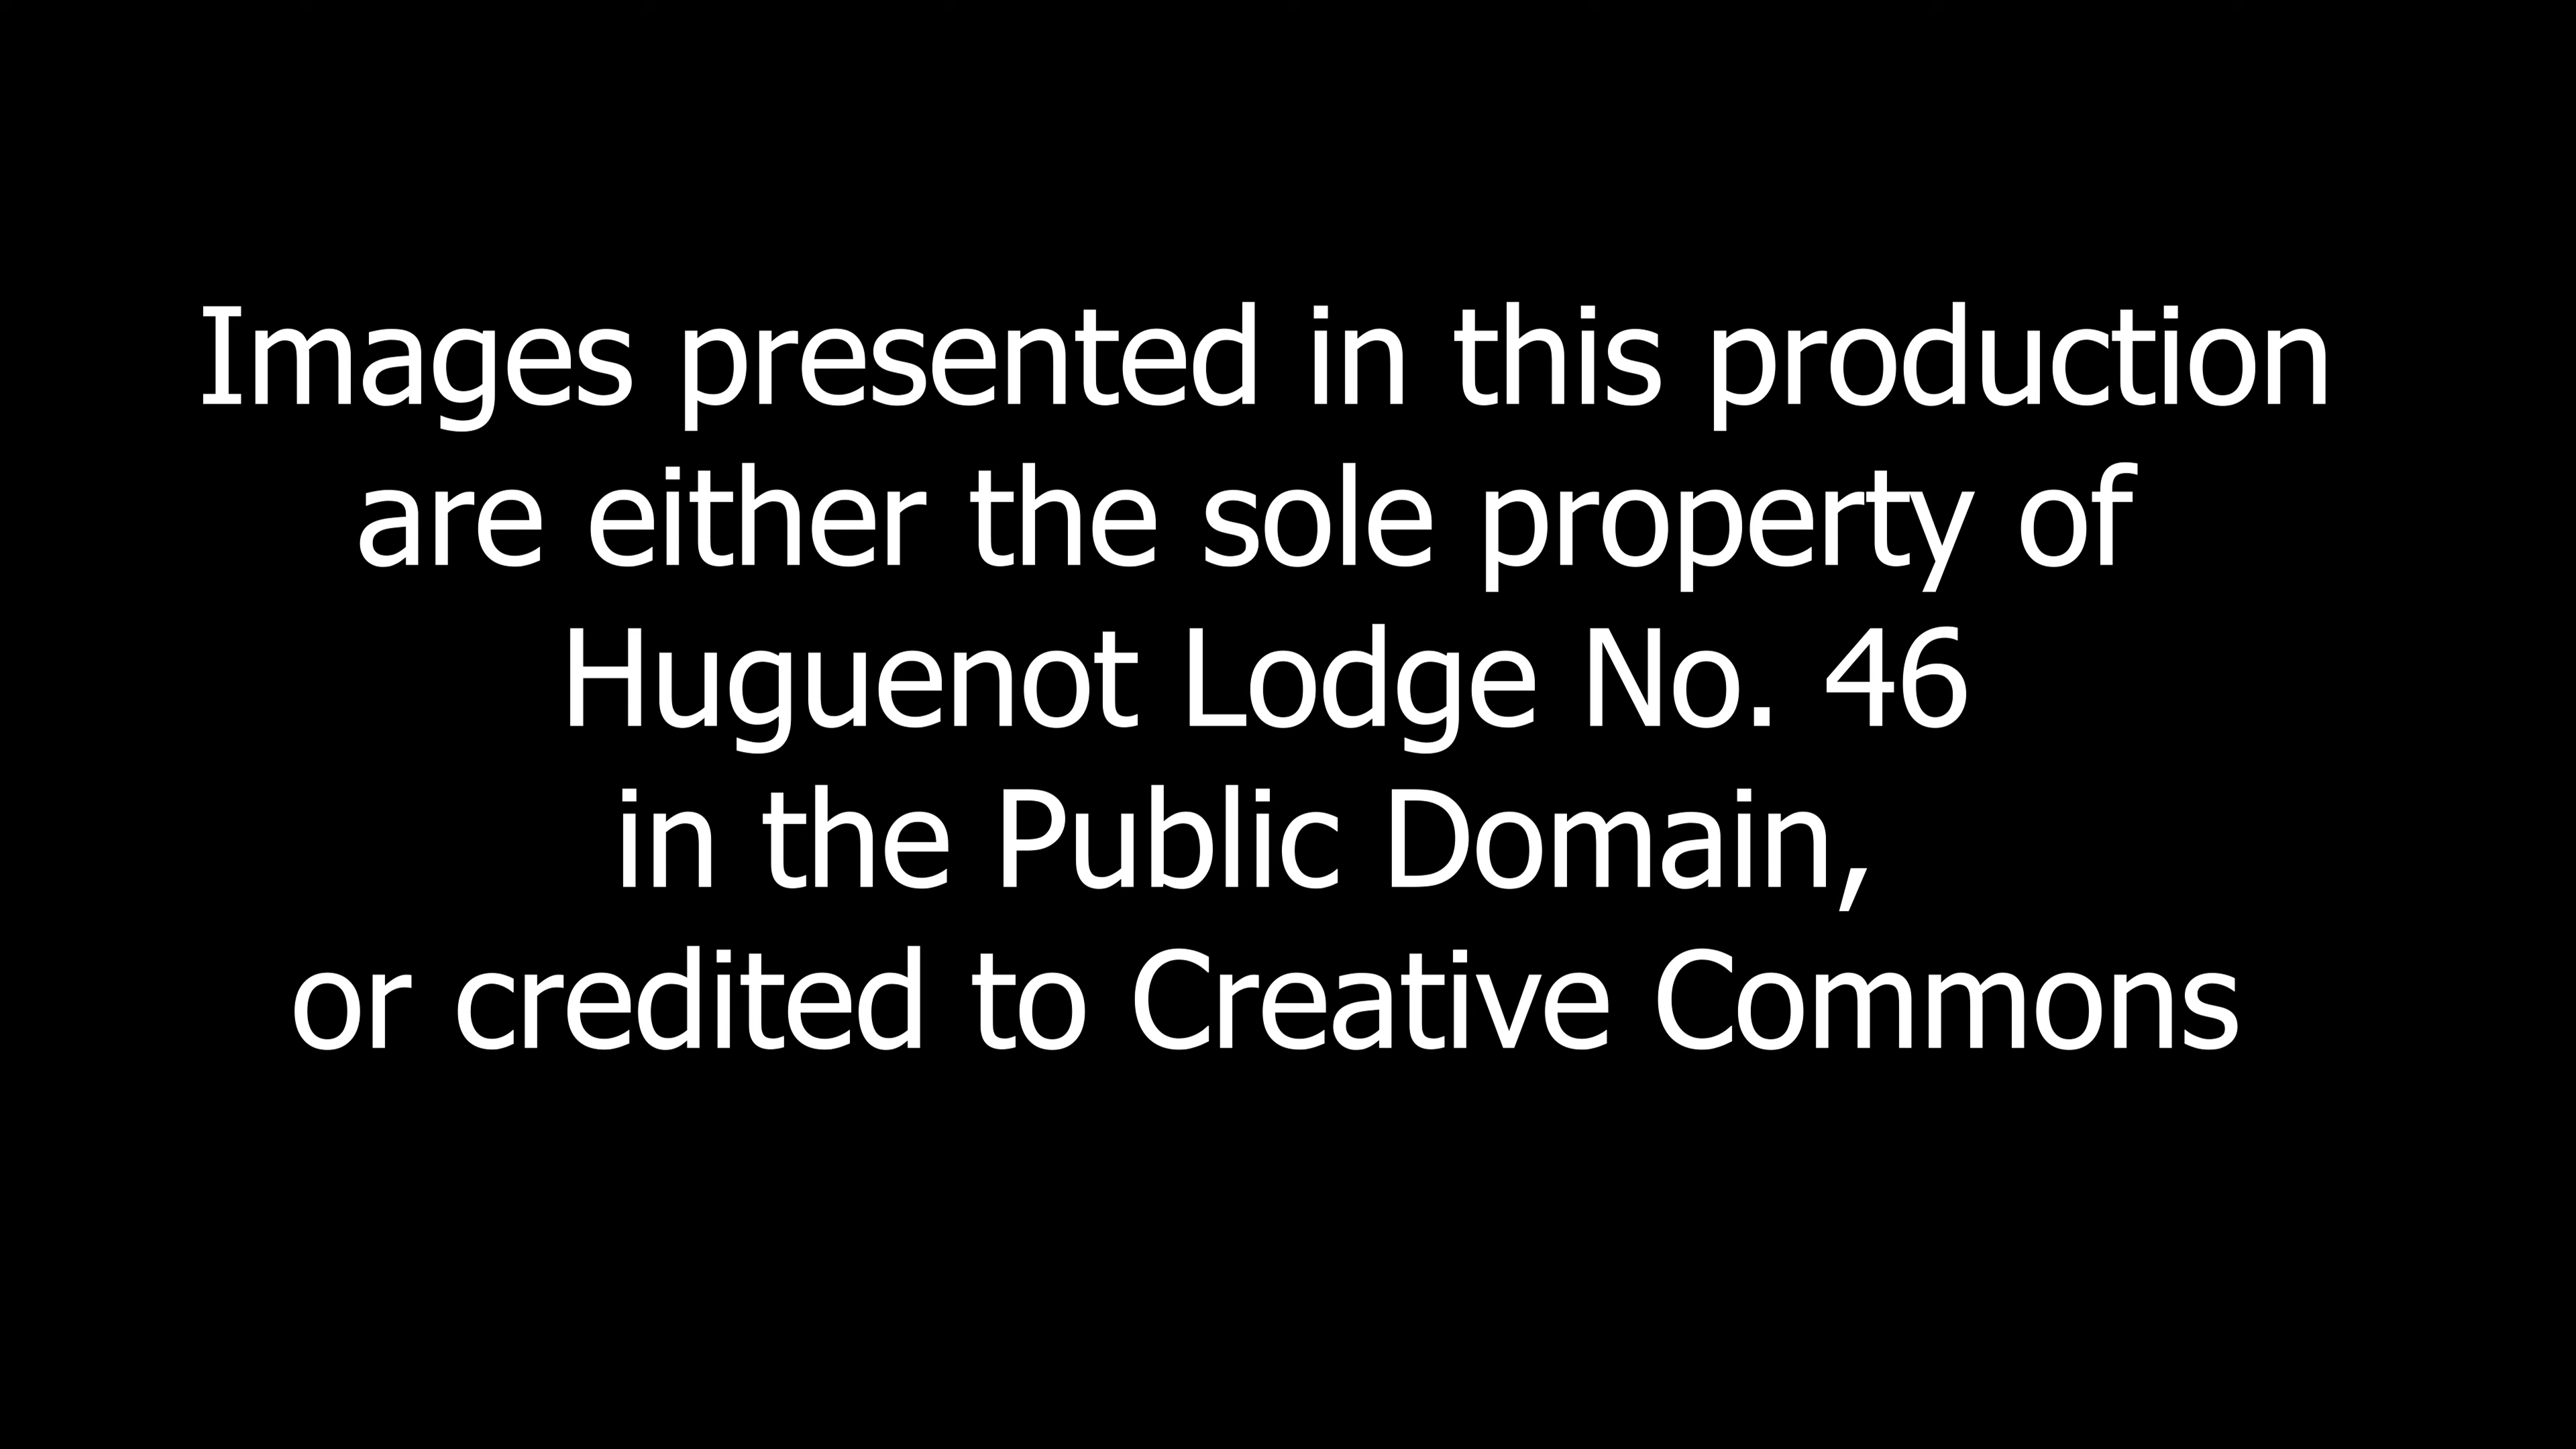 Images presented in this production
are either the sole property of
Huguenot Lodge No. 46
in the Public Domain,
or credited to Creative Commons